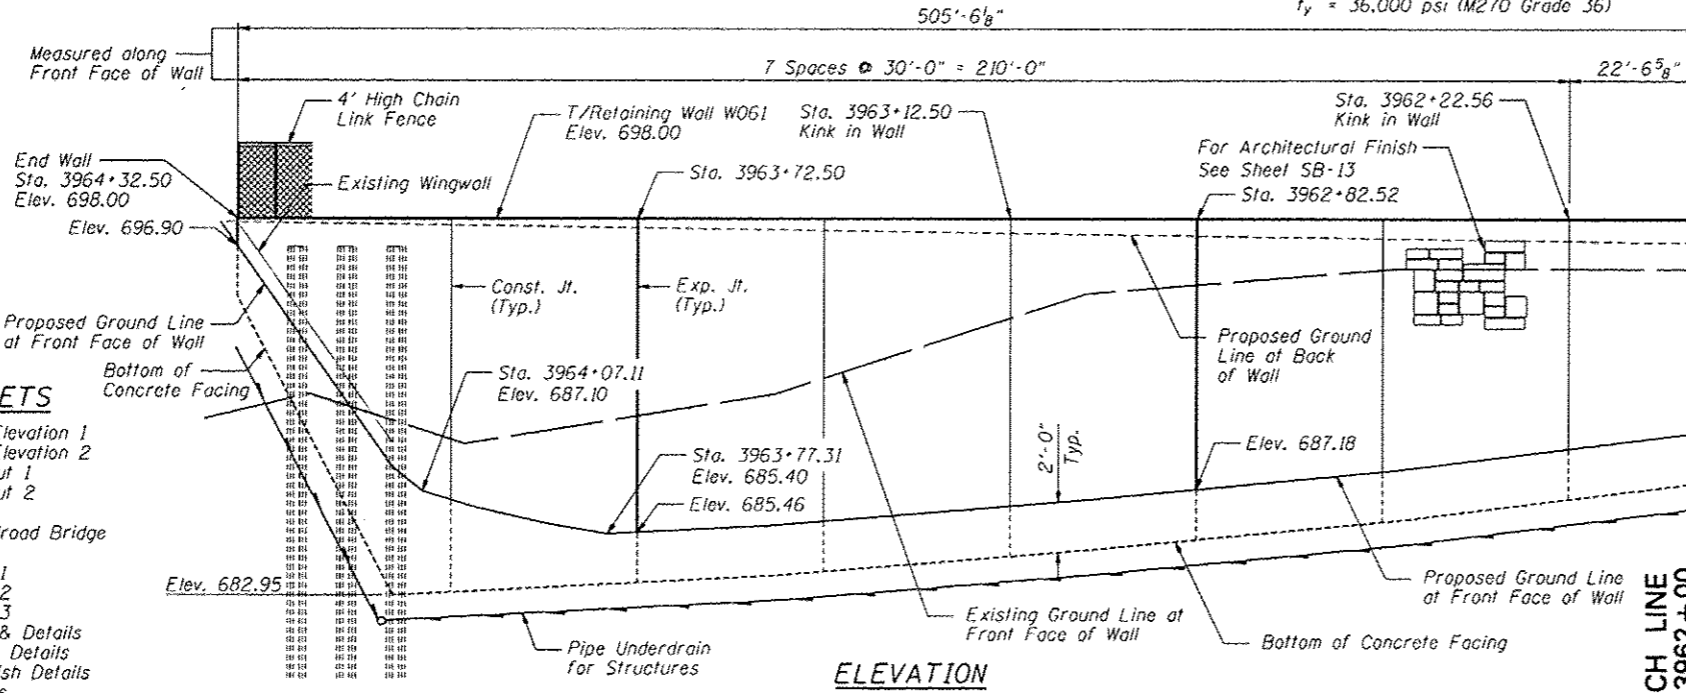 fy = 36,000 psi (M270 Grade 36)
505'-6⅛"
Measured along
Front Face of Wall
7 Spaces @ 30'-0" = 210'-0"
22'-6⅝"
4' High Chain
Link Fence
T/Retaining Wall W061
Elev. 698.00
Sta. 3963+12.50
Kink in Wall
Sta. 3962+22.56
Kink in Wall
End Wall
Sta. 3964+32.50
Elev. 698.00
Existing Wingwall
Sta. 3963+72.50
For Architectural Finish
See Sheet SB-13
Sta. 3962+82.52
Elev. 696.90
Const. Jt.
(Typ.)
Exp. Jt.
(Typ.)
Proposed Ground Line
at Front Face of Wall
Proposed Ground
Line at Back
of Wall
Bottom of
Concrete Facing
Sta. 3964+07.11
Elev. 687.10
ETS
Elevation 1
Elevation 2
ut 1
ut 2
road Bridge
1
2
3
& Details
Details
ish Details
Sta. 3963+77.31
Elev. 685.40
Elev. 685.46
2'-0"
Typ.
Elev. 687.18
Elev. 682.95
Pipe Underdrain
for Structures
Existing Ground Line at
Front Face of Wall
Bottom of Concrete Facing
Proposed Ground Line
at Front Face of Wall
ELEVATION
CH LINE
3962+00